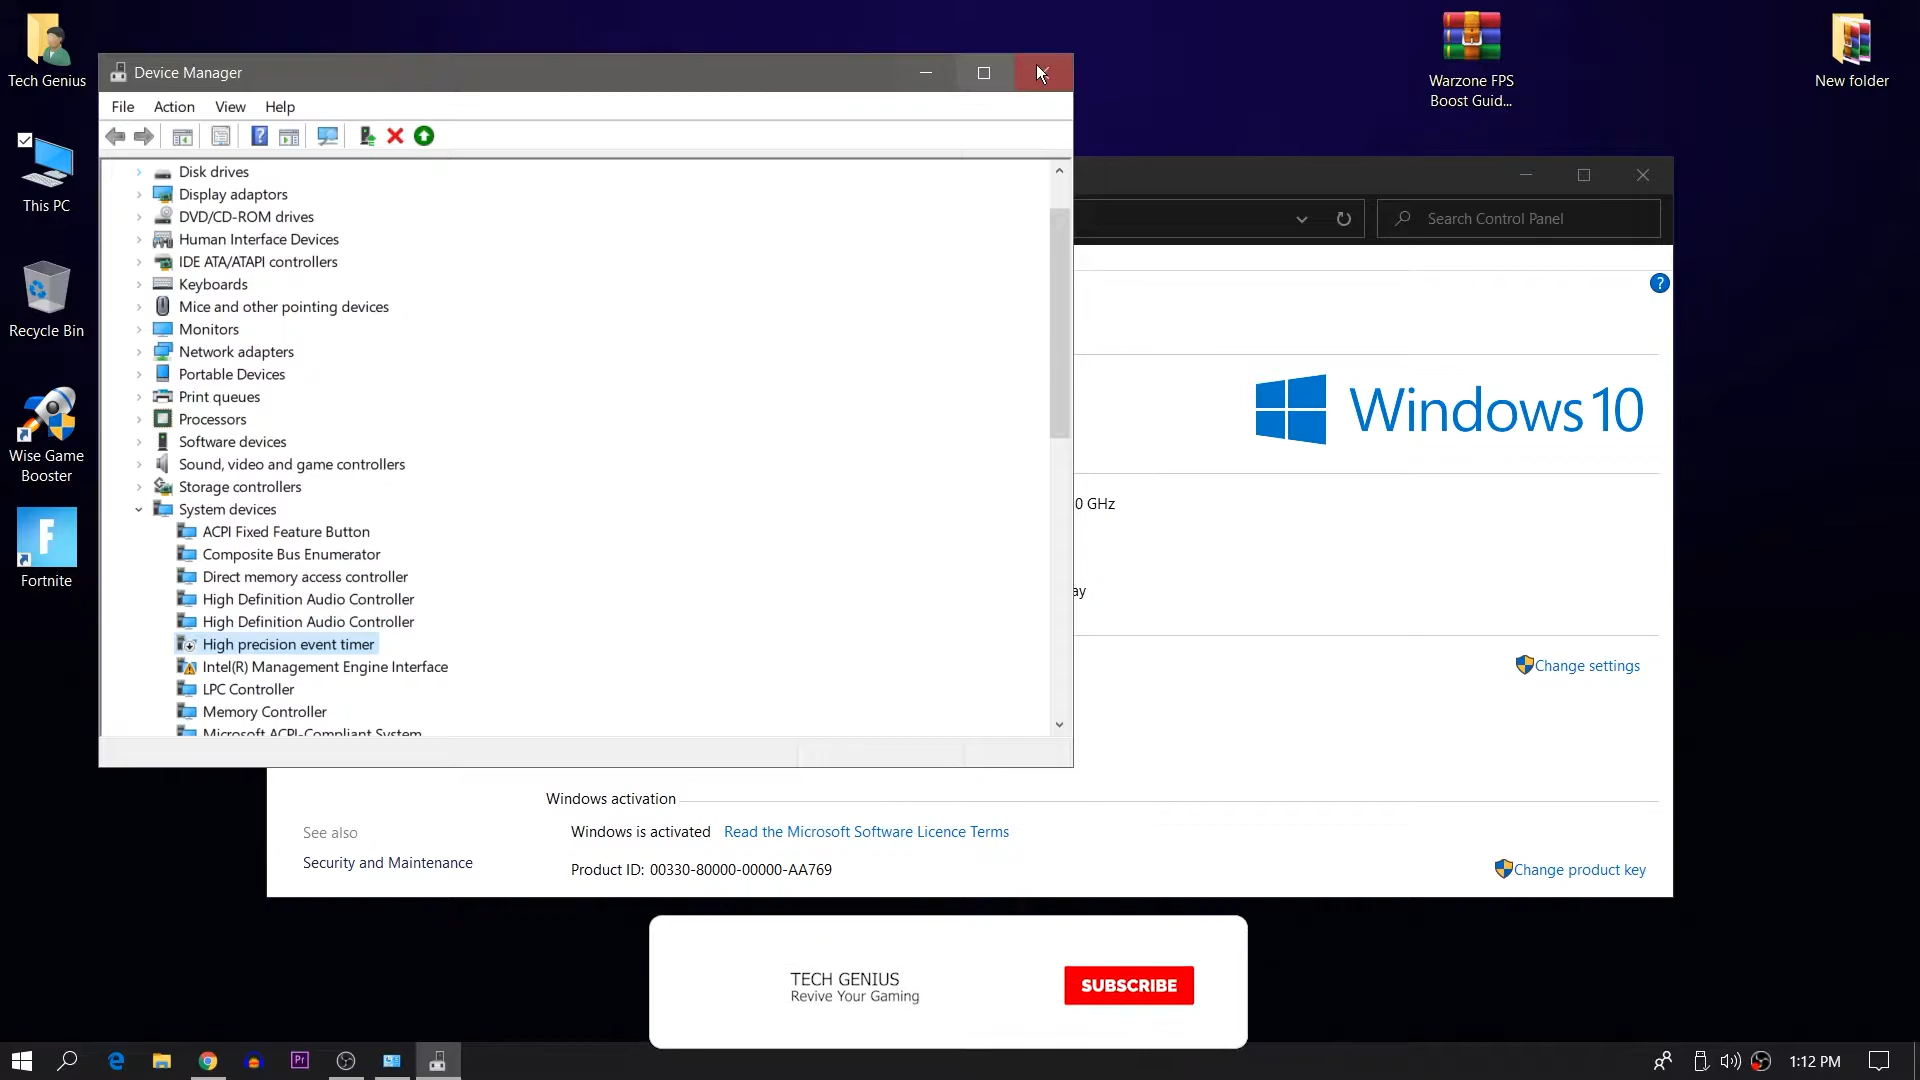 Tech Genius
This PC
Recycle Bin
Wise Game
Booster
Fortnite
Warzone FPS
Boost Guid...
New folder
Device Manager
File Action View Help
Disk drives
Display adaptors
DVD/CD-ROM drives
Human Interface Devices
IDE ATA/ATAPI controllers
Keyboards
Mice and other pointing devices
Monitors
Network adapters
Portable Devices
Print queues
Processors
Software devices
Sound, video and game controllers
Storage controllers
System devices
ACPI Fixed Feature Button
Composite Bus Enumerator
Direct memory access controller
High Definition Audio Controller
High Definition Audio Controller
High precision event timer
Intel(R) Management Engine Interface
LPC Controller
Memory Controller
Microsoft ACPI-Compliant System
Search Control Panel
Windows 10
0 GHz
ay
Change settings
Windows activation
Windows is activated Read the Microsoft Software Licence Terms
Product ID: 00330-80000-00000-AA769
Change product key
See also
Security and Maintenance
TECH GENIUS
Revive Your Gaming
SUBSCRIBE
Pr
1:12 PM